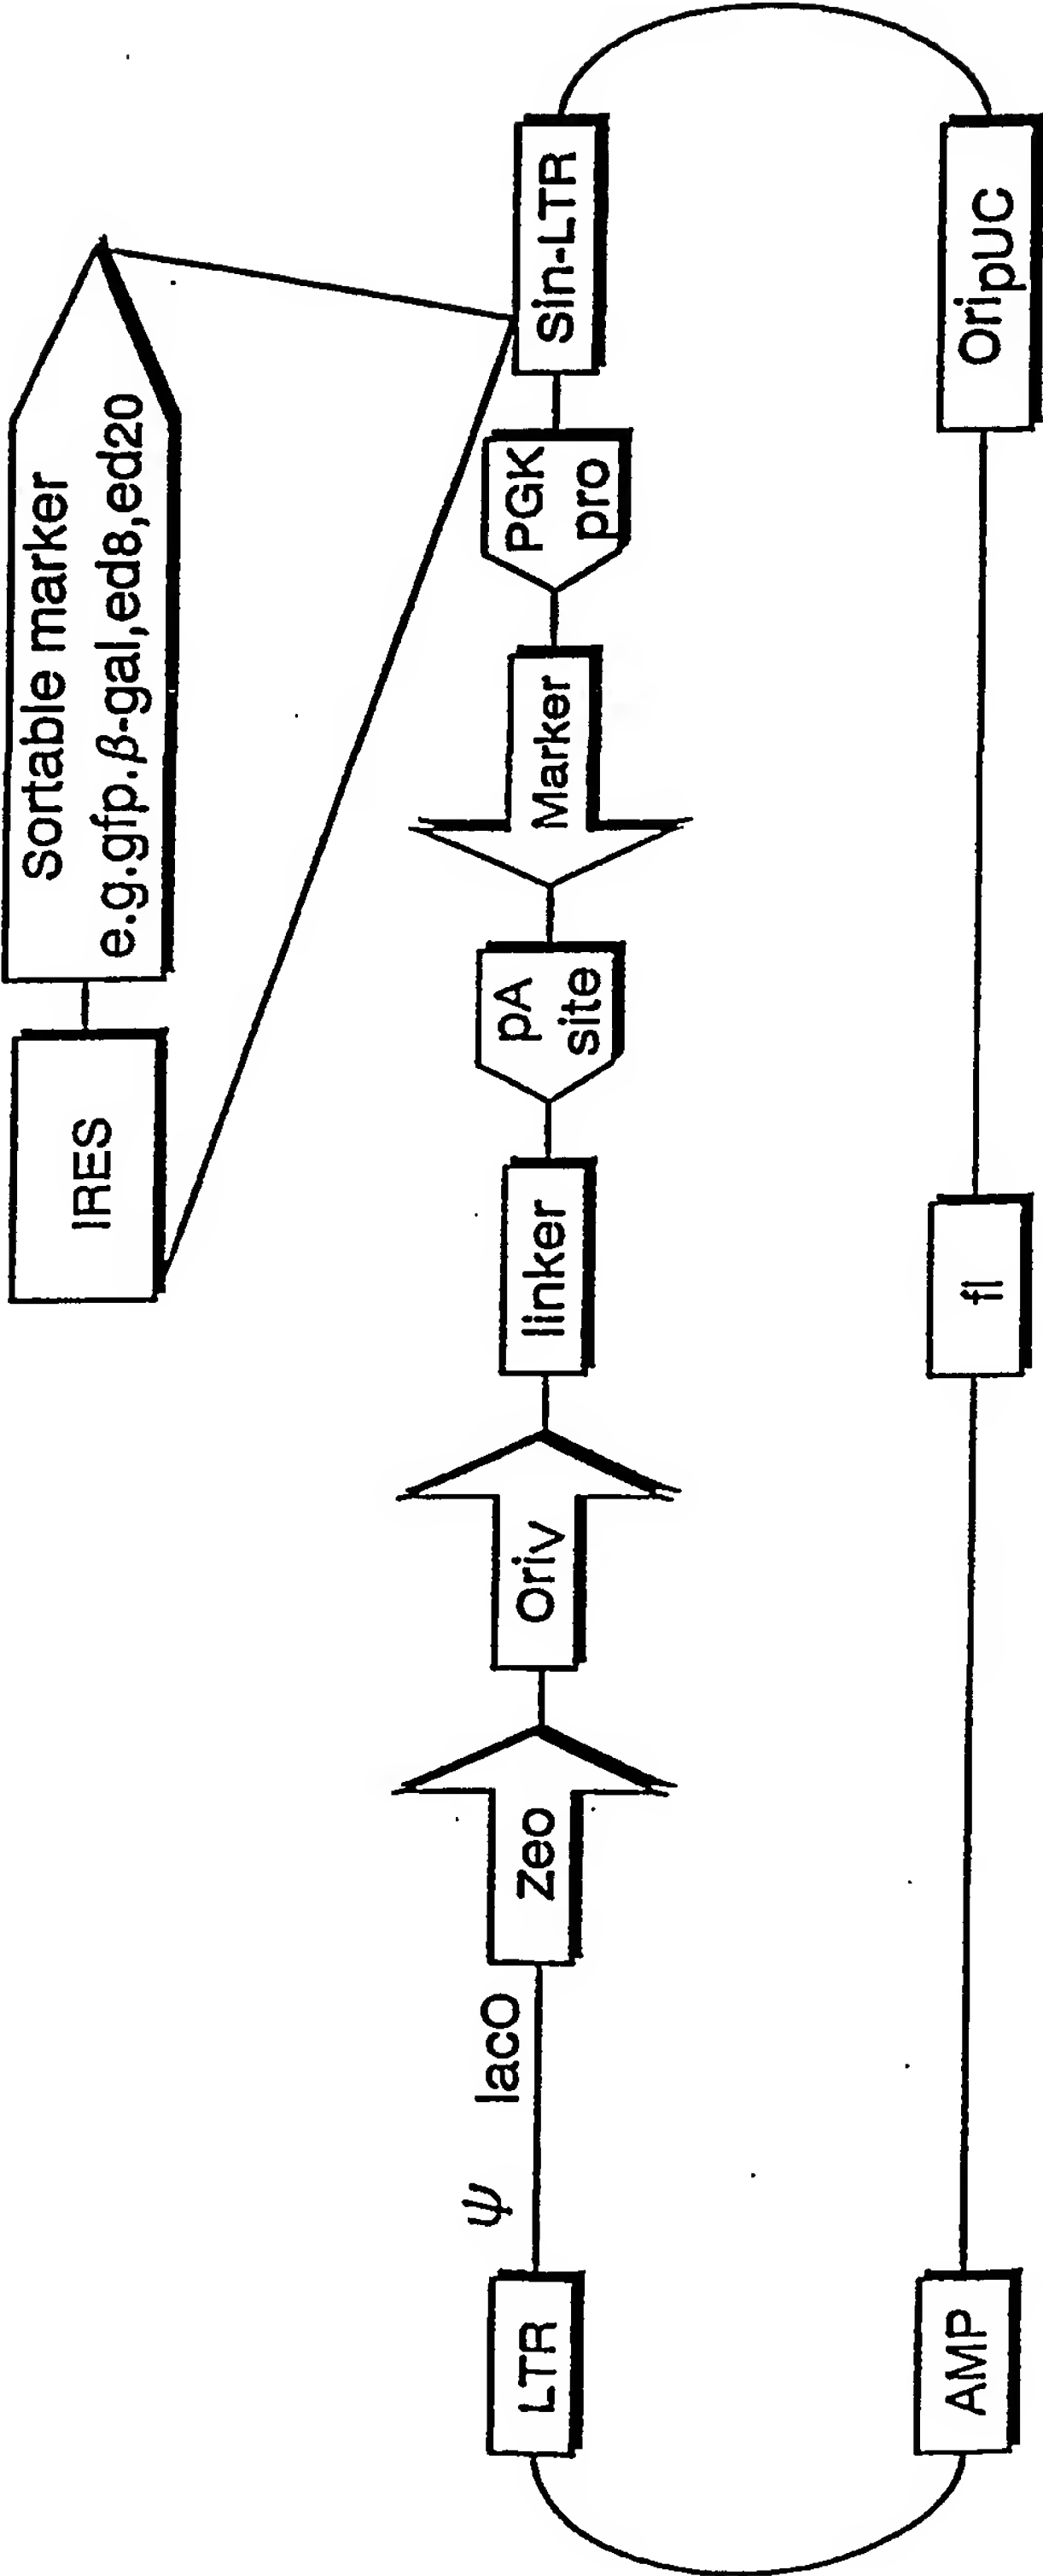 IRES
Sortable marker
e.g.gfp.β-gal,ed8,ed20
LTR
ψ
lacO
Zeo
Oriv
linker
pA
site
Marker
PGK
pro
Sin-LTR
AMP
fl
OripUC